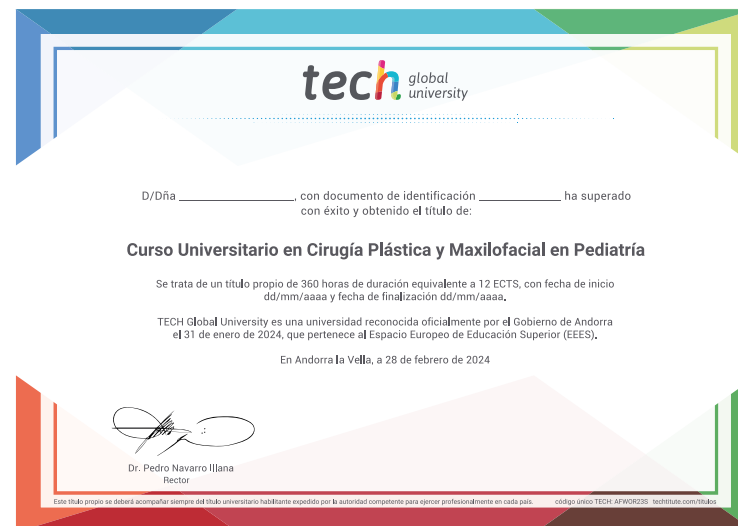 tech global university
D/Dña ____________________, con documento de identificación ______________ ha superado
con éxito y obtenido el título de:
Curso Universitario en Cirugía Plástica y Maxilofacial en Pediatría
Se trata de un título propio de 360 horas de duración equivalente a 12 ECTS, con fecha de inicio
dd/mm/aaaa y fecha de finalización dd/mm/aaaa.
TECH Global University es una universidad reconocida oficialmente por el Gobierno de Andorra
el 31 de enero de 2024, que pertenece al Espacio Europeo de Educación Superior (EEES).
En Andorra la Vella, a 28 de febrero de 2024
Dr. Pedro Navarro Illana
Rector
Este título propio se deberá acompañar siempre del título universitario habilitante expedido por la autoridad competente para ejercer profesionalmente en cada país. código único TECH: AFWOR23S techtitute.com/titulos